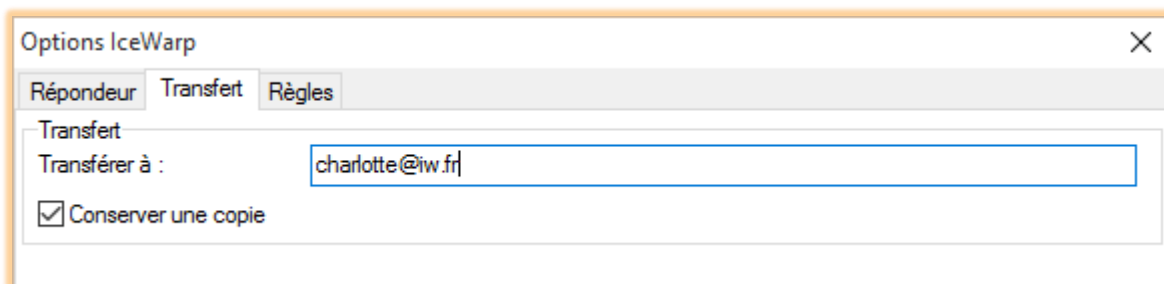 Options IceWarp
Répondeur Transfert Règles
Transfert
Transférer à : charlotte@iw.fr
Conserver une copie